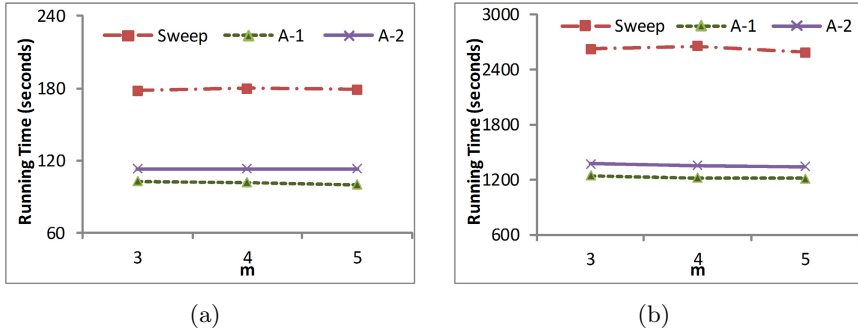 240
180
120
60
Running Time (seconds)
Sweep A-1 A-2
3 4 5
m
(a)
3000
2400
1800
1200
600
Running Time (seconds)
Sweep A-1 A-2
3 4 5
m
(b)